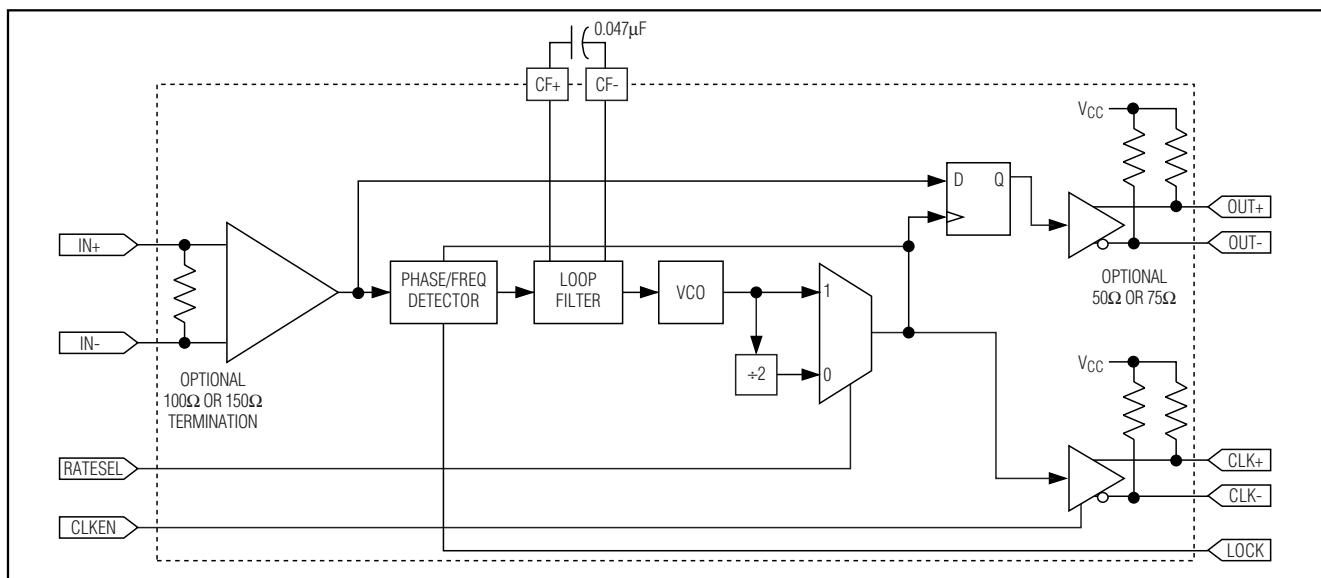 0.047µF
CF+
CF-
VCC
D
Q
OUT+
OUT-
IN+
IN-
PHASE/FREQ
DETECTOR
LOOP
FILTER
VCO
1
÷2
0
OPTIONAL
50Ω OR 75Ω
OPTIONAL
100Ω OR 150Ω
TERMINATION
VCC
RATESEL
CLKEN
CLK+
CLK-
LOCK